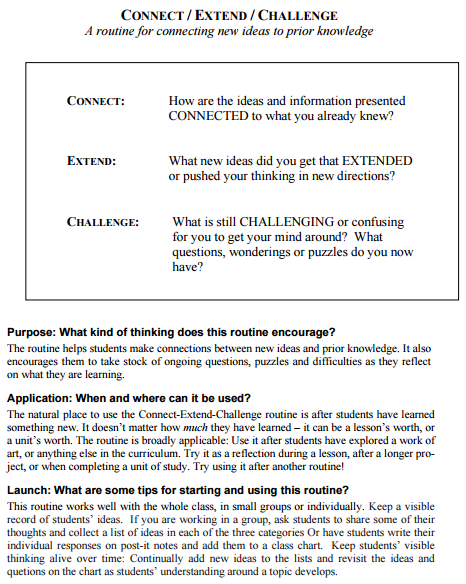 CONNECT / EXTEND / CHALLENGE
A routine for connecting new ideas to prior knowledge
CONNECT: How are the ideas and information presented
CONNECTED to what you already knew?
EXTEND: What new ideas did you get that EXTENDED
or pushed your thinking in new directions?
CHALLENGE: What is still CHALLENGING or confusing
for you to get your mind around? What
questions, wonderings or puzzles do you now
have?
Purpose: What kind of thinking does this routine encourage?
The routine helps students make connections between new ideas and prior knowledge. It also
encourages them to take stock of ongoing questions, puzzles and difficulties as they reflect
on what they are learning.
Application: When and where can it be used?
The natural place to use the Connect-Extend-Challenge routine is after students have learned
something new. It doesn't matter how much they have learned – it can be a lesson's worth, or
a unit's worth. The routine is broadly applicable: Use it after students have explored a work of
art, or anything else in the curriculum. Try it as a reflection during a lesson, after a longer pro-
ject, or when completing a unit of study. Try using it after another routine!
Launch: What are some tips for starting and using this routine?
This routine works well with the whole class, in small groups or individually. Keep a visible
record of students' ideas. If you are working in a group, ask students to share some of their
thoughts and collect a list of ideas in each of the three categories Or have students write their
individual responses on post-it notes and add them to a class chart. Keep students' visible
thinking alive over time: Continually add new ideas to the lists and revisit the ideas and
quetions on the chart as students' understanding around a topic develops.